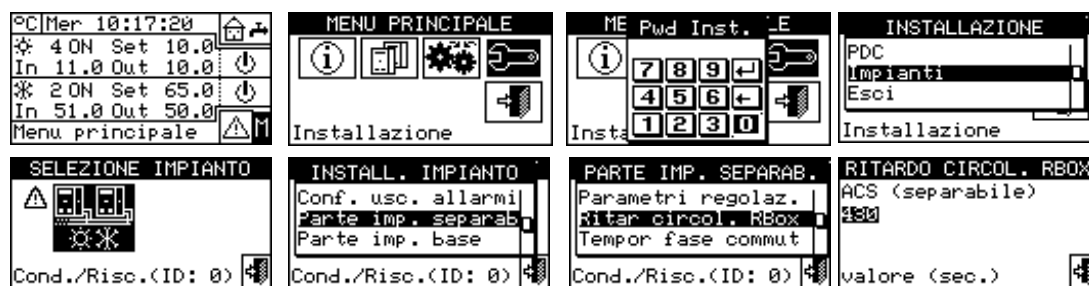 °C Mer 10:17:20
4 ON Set 10.0
In 11.0 Out 10.0
2 ON Set 65.0
In 51.0 Out 50.0
Menu principale M
MENU PRINCIPALE
i
Installazione
ME Pwd Inst. LE
i
7 8 9
4 5 6
1 2 3 0
Insta
INSTALLAZIONE
PDC
Impianti
Esci
Installazione
SELEZIONE IMPIANTO
Cond./Risc.(ID: 0)
INSTALL. IMPIANTO
Conf. usc. allarmi
Parte imp. separab
Parte imp. base
Cond./Risc.(ID: 0)
PARTE IMP. SEPARAB.
Parametri regolaz.
Ritar circol. RBox
Tempor fase commut
Cond./Risc.(ID: 0)
RITARDO CIRCOL. RBOX
ACS (separabile)
valore (sec.)